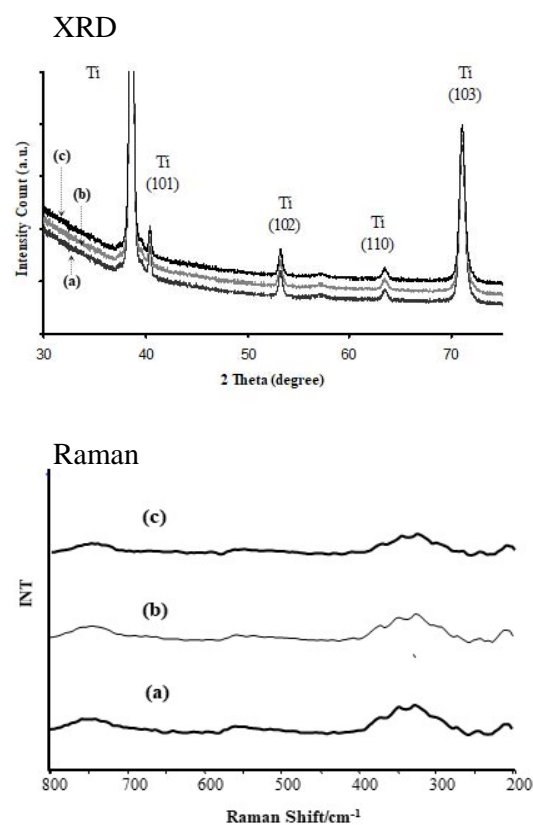 XRD
Ti
Ti
(103)
(c)
(b)
(a)
Ti
(101)
Ti
(102)
Ti
(110)
Intensity Count (a.u.)
30 40 50 60 70
2 Theta (degree)
Raman
(c)
(b)
(a)
INT
800 700 600 500 400 300 200
Raman Shift/cm⁻¹